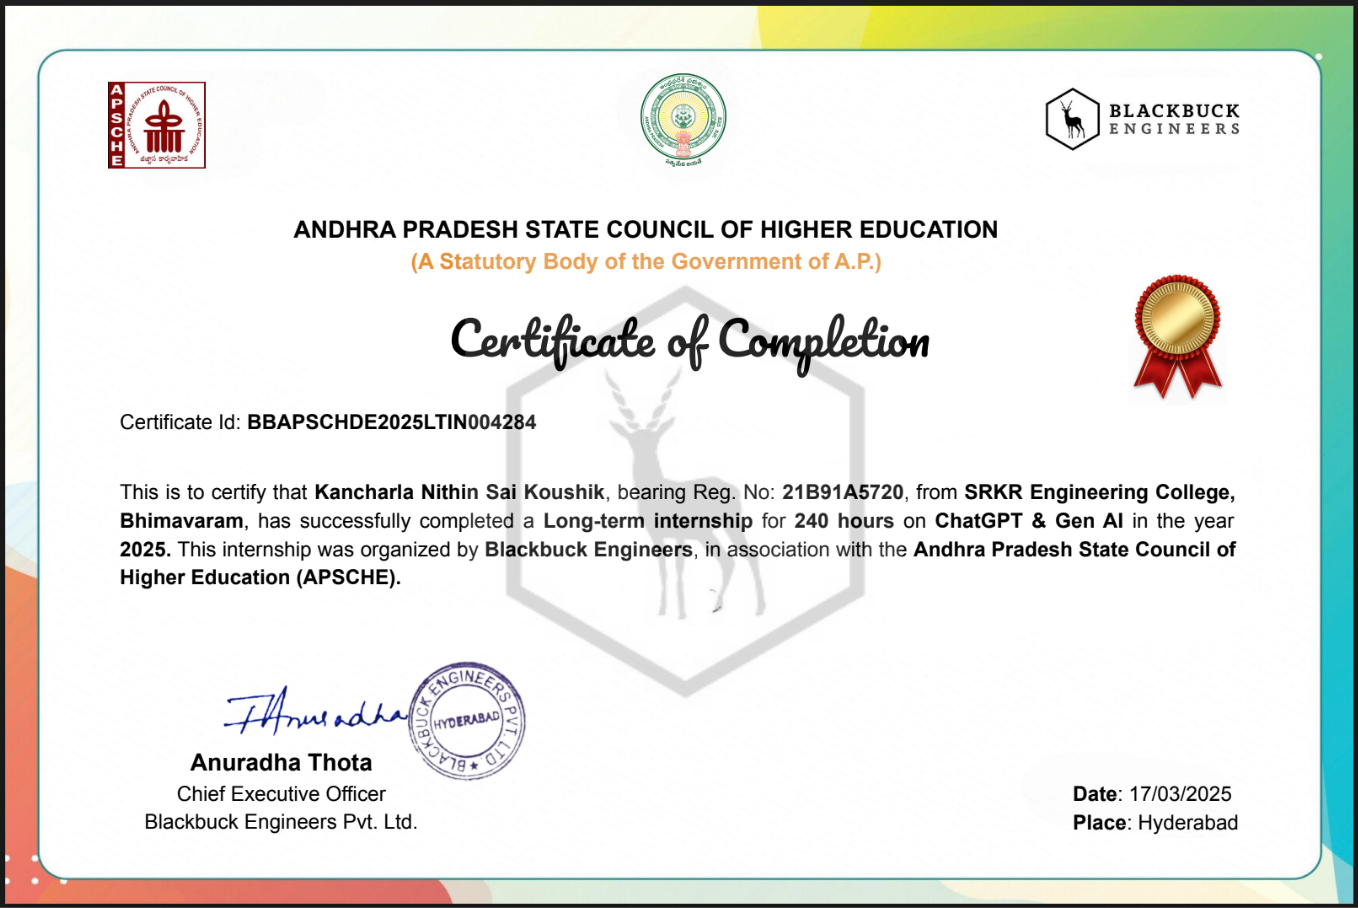 APSCHE
ANDHRA PRADESH STATE COUNCIL OF HIGHER EDUCATION
BLACKBUCK
ENGINEERS
ANDHRA PRADESH STATE COUNCIL OF HIGHER EDUCATION
(A Statutory Body of the Government of A.P.)
Certificate of Completion
Certificate Id: BBAPSCHDE2025LTIN004284
This is to certify that Kancharla Nithin Sai Koushik, bearing Reg. No: 21B91A5720, from SRKR Engineering College,
Bhimavaram, has successfully completed a Long-term internship for 240 hours on ChatGPT & Gen AI in the year
2025. This internship was organized by Blackbuck Engineers, in association with the Andhra Pradesh State Council of
Higher Education (APSCHE).
BLACKBUCK ENGINEERS PVT. LTD. ★
HYDERABAD
Anuradha Thota
Chief Executive Officer
Blackbuck Engineers Pvt. Ltd.
Date: 17/03/2025
Place: Hyderabad